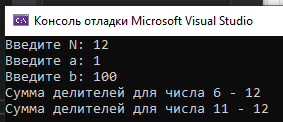 Консоль отладки Microsoft Visual Studio
Введите N: 12
Введите a: 1
Введите b: 100
Сумма делителей для числа 6 - 12
Сумма делителей для числа 11 - 12